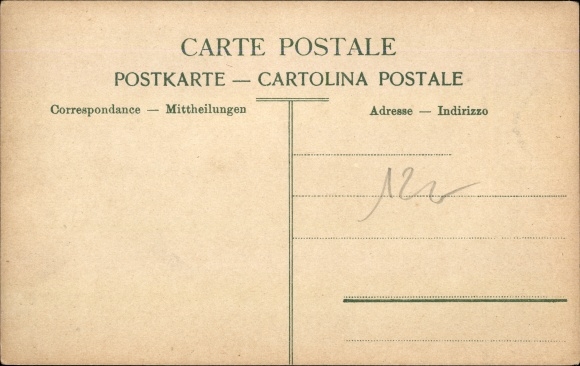 CARTE POSTALE
POSTKARTE — CARTOLINA POSTALE
Correspondance — Mittheilungen
Adresse — Indirizzo